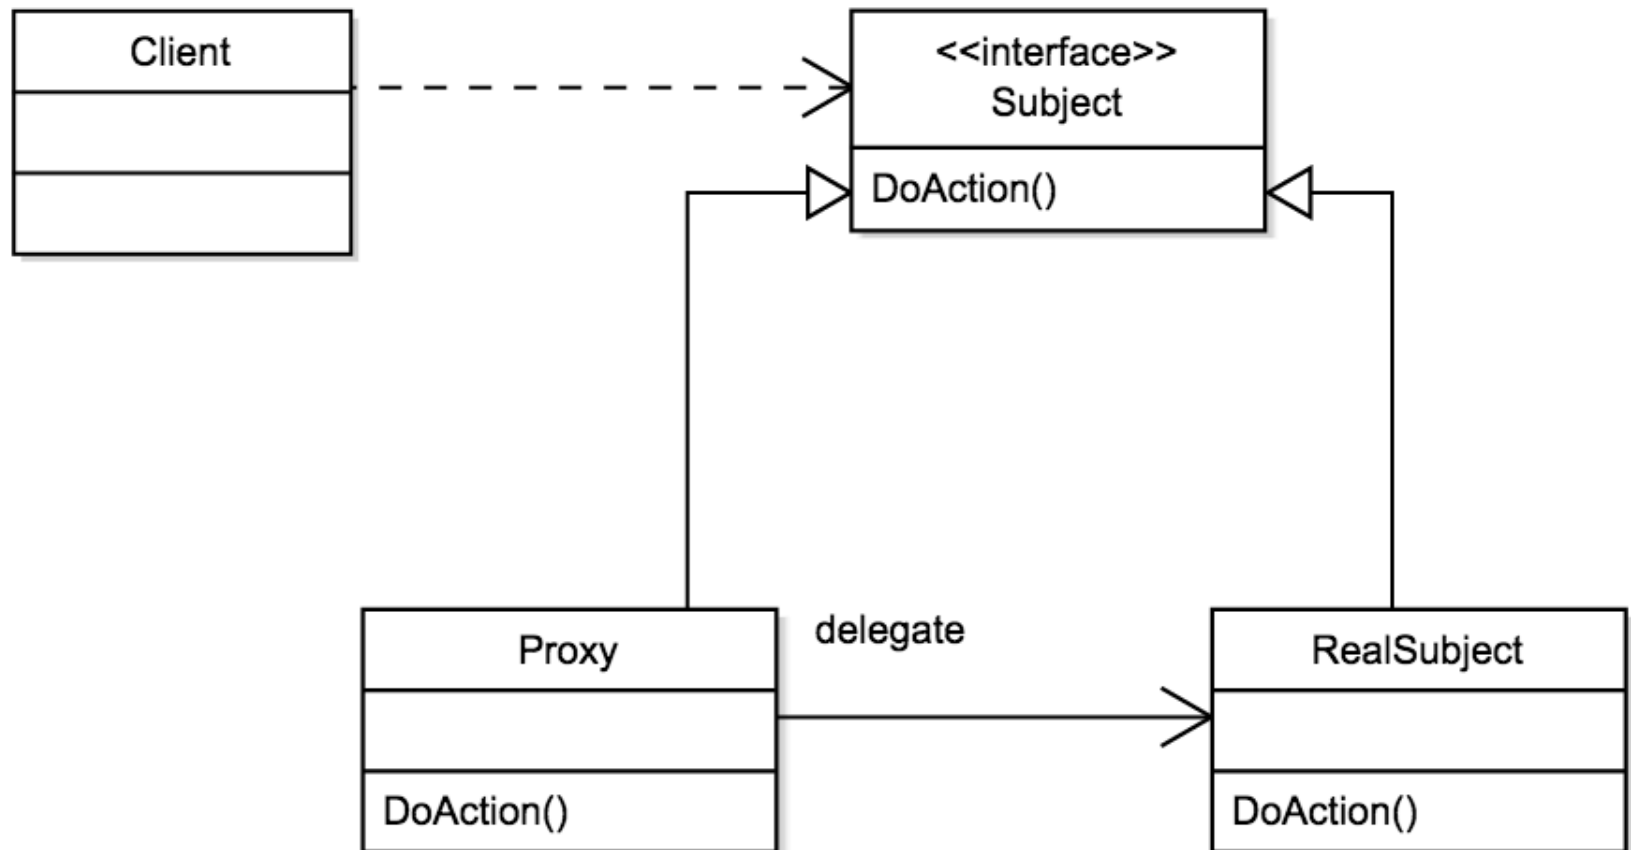 Client
<<interface>>
Subject
DoAction()
Proxy
delegate
RealSubject
DoAction()
DoAction()